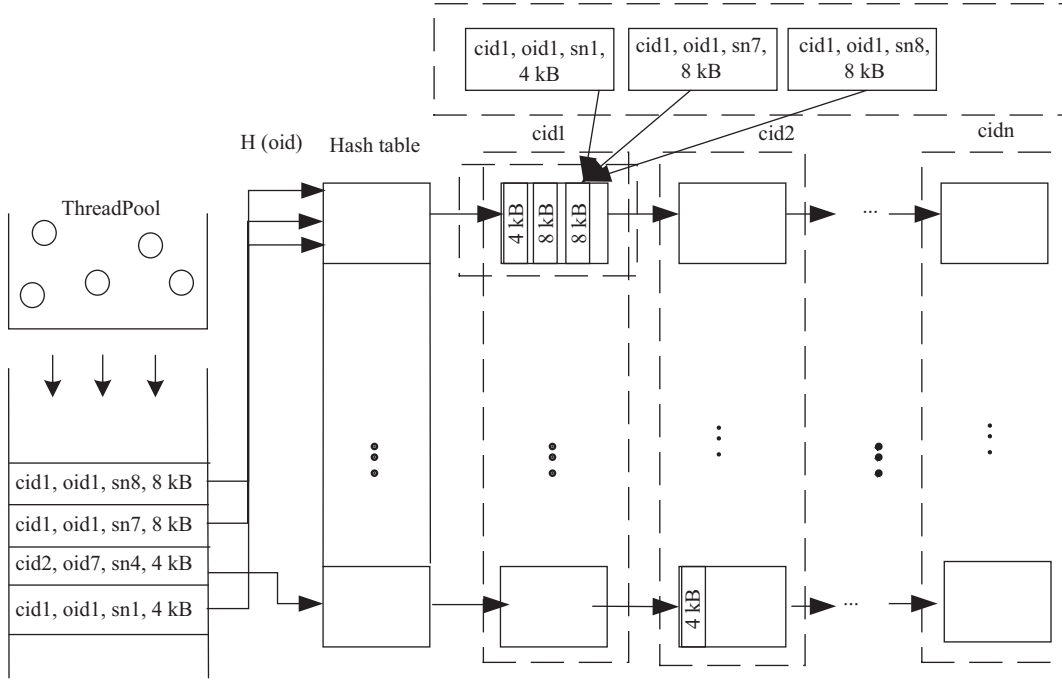 cid1, oid1, sn1,
4 kB
cid1, oid1, sn7,
8 kB
cid1, oid1, sn8,
8 kB
H (oid)
Hash table
cid1
cid2
cidn
ThreadPool
4 kB
8 kB
8 kB
...
cid1, oid1, sn8, 8 kB
cid1, oid1, sn7, 8 kB
cid2, oid7, sn4, 4 kB
cid1, oid1, sn1, 4 kB
4 kB
...